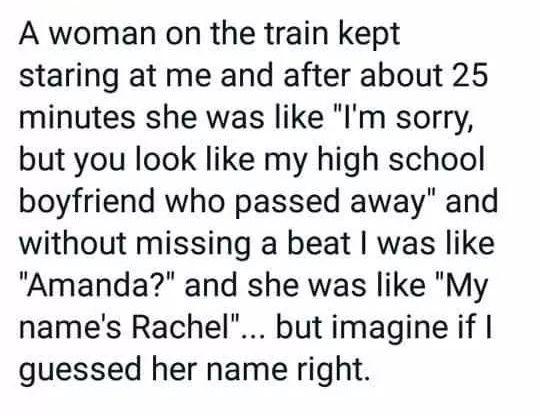 A woman on the train kept
staring at me and after about 25
minutes she was like "I'm sorry,
but you look like my high school
boyfriend who passed away" and
without missing a beat I was like
"Amanda?" and she was like "My
name's Rachel"... but imagine if I
guessed her name right.